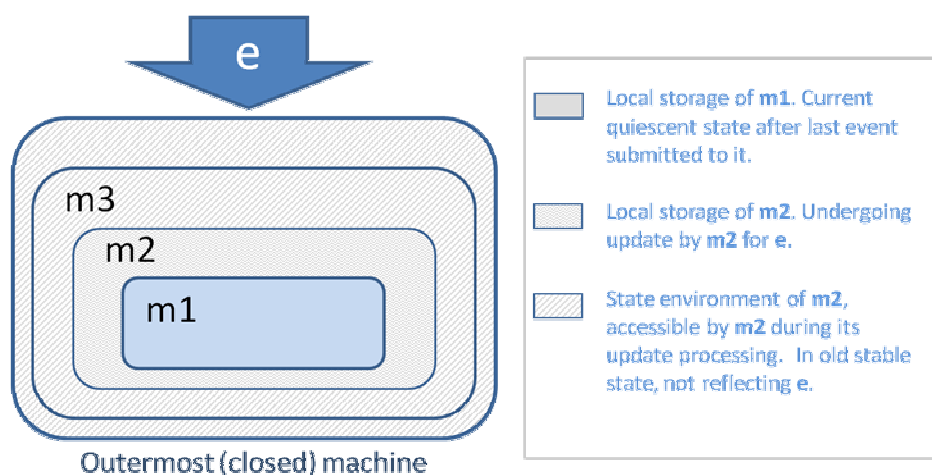 e
m3
m2
m1
Outermost (closed) machine
Local storage of m1. Current
quiescent state after last event
submitted to it.
Local storage of m2. Undergoing
update by m2 for e.
State environment of m2,
accessible by m2 during its
update processing.  In old stable
state, not reflecting e.